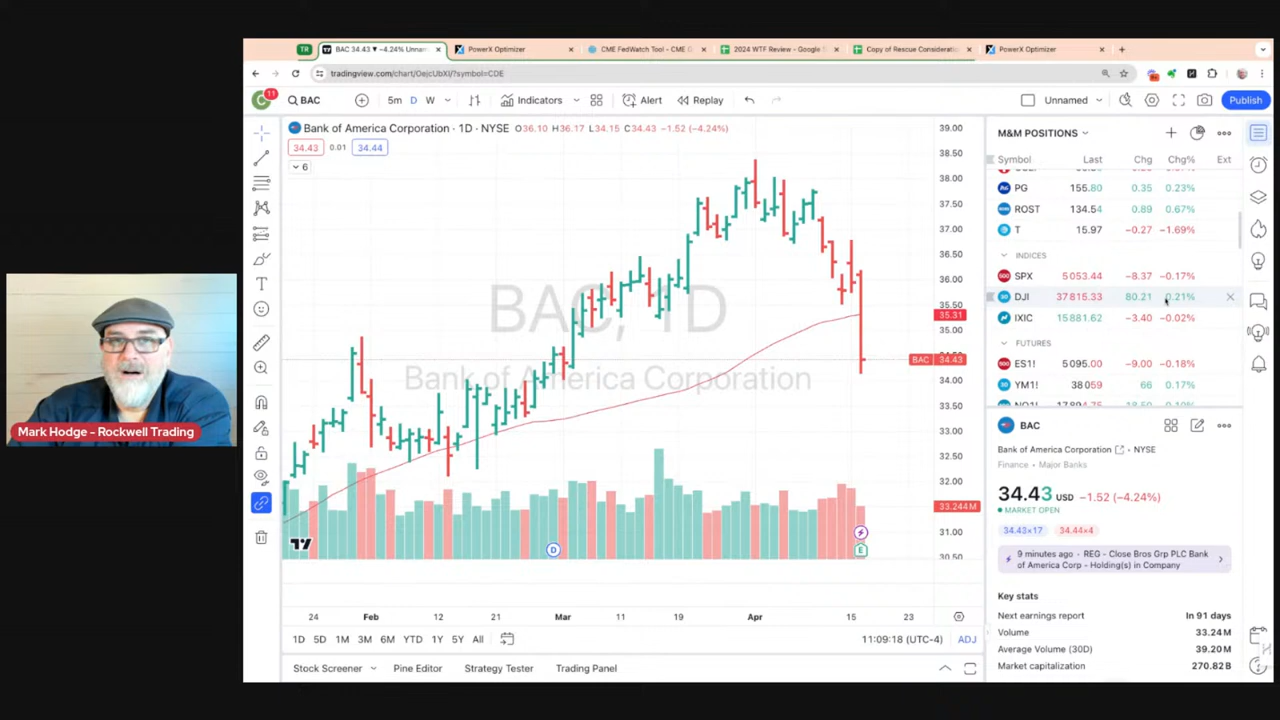 TR
BAC 34.43 ▼ −4.24% Unnam
PowerX Optimizer
CME FedWatch Tool - CME G
2024 WTF Review - Google S
Copy of Rescue Consideratio
PowerX Optimizer
tradingview.com/chart/OejcUbXl/?symbol=CDE
11
BAC
5m D W
Indicators
Alert
Replay
Unnamed
Publish
Bank of America Corporation · 1D · NYSE O36.10 H36.17 L34.15 C34.43 −1.52 (−4.24%)
34.43 0.01 34.44
6
BAC, 1D
Bank of America Corporation
39.00
38.50
38.00
37.50
37.00
36.50
36.00
35.50
35.31
35.00
BAC 34.43
34.00
33.50
33.00
32.50
32.00
33.244M
31.00
30.50
D
E
24 Feb 12 21 Mar 11 19 Apr 15 23
1D 5D 1M 3M 6M YTD 1Y 5Y All
11:09:18 (UTC-4) ADJ
Stock Screener Pine Editor Strategy Tester Trading Panel
M&M POSITIONS
Symbol Last Chg Chg% Ext
PG 155.80 0.35 0.23%
ROST 134.54 0.89 0.67%
T 15.97 −0.27 −1.69%
INDICES
SPX 5053.44 −8.37 −0.17%
DJI 37815.33 80.21 0.21%
IXIC 15881.62 −3.40 −0.02%
FUTURES
ES1! 5095.00 −9.00 −0.18%
YM1! 38059 66 0.17%
BAC
Bank of America Corporation · NYSE
Finance · Major Banks
34.43 USD −1.52 (−4.24%)
MARKET OPEN
34.43×17 34.44×4
9 minutes ago · REG - Close Bros Grp PLC Bank
of America Corp - Holding(s) in Company
Key stats
Next earnings report In 91 days
Volume 33.24M
Average Volume (30D) 39.20M
Market capitalization 270.82B
Mark Hodge - Rockwell Trading